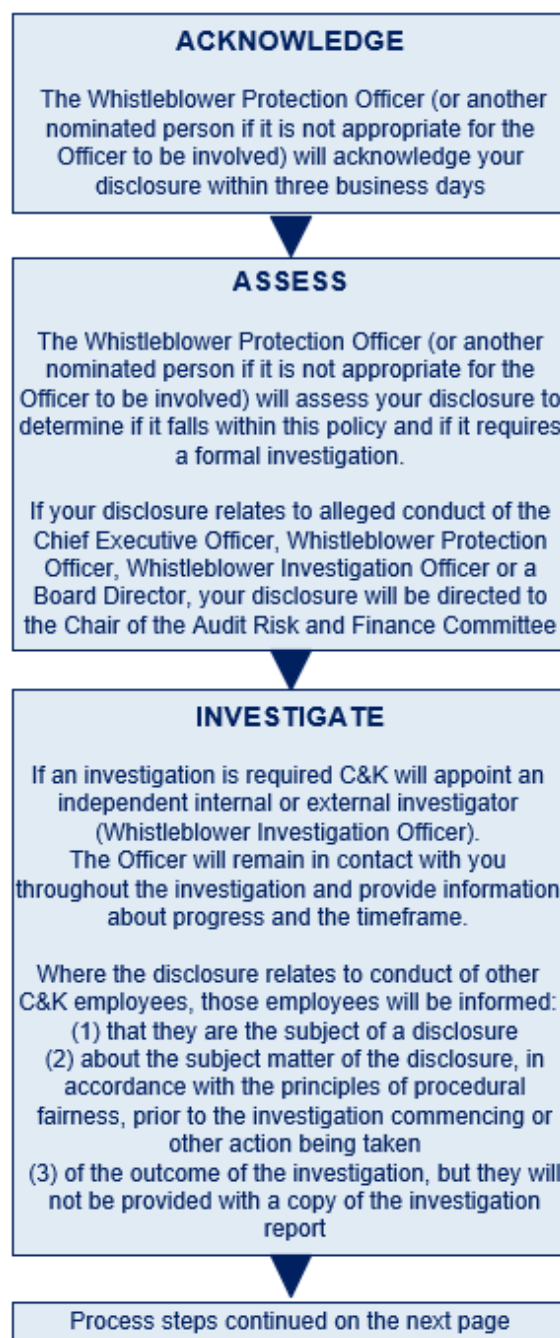 ACKNOWLEDGE
The Whistleblower Protection Officer (or another
nominated person if it is not appropriate for the
Officer to be involved) will acknowledge your
disclosure within three business days
ASSESS
The Whistleblower Protection Officer (or another
nominated person if it is not appropriate for the
Officer to be involved) will assess your disclosure to
determine if it falls within this policy and if it requires
a formal investigation.
If your disclosure relates to alleged conduct of the
Chief Executive Officer, Whistleblower Protection
Officer, Whistleblower Investigation Officer or a
Board Director, your disclosure will be directed to
the Chair of the Audit Risk and Finance Committee
INVESTIGATE
If an investigation is required C&K will appoint an
independent internal or external investigator
(Whistleblower Investigation Officer).
The Officer will remain in contact with you
throughout the investigation and provide information
about progress and the timeframe.
Where the disclosure relates to conduct of other
C&K employees, those employees will be informed:
(1) that they are the subject of a disclosure
(2) about the subject matter of the disclosure, in
accordance with the principles of procedural
fairness, prior to the investigation commencing or
other action being taken
(3) of the outcome of the investigation, but they will
not be provided with a copy of the investigation
report
Process steps continued on the next page